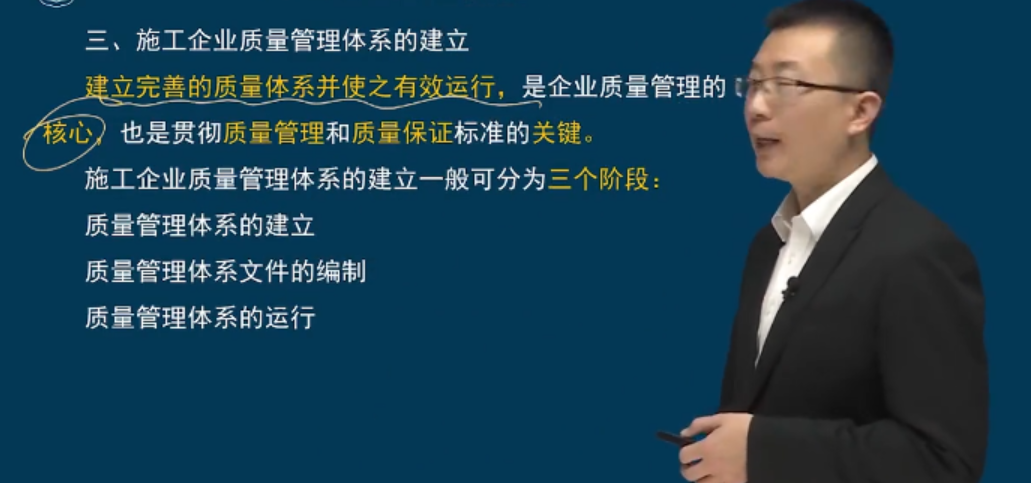 三、施工企业质量管理体系的建立
建立完善的质量体系并使之有效运行，是企业质量管理的
核心，也是贯彻质量管理和质量保证标准的关键。
施工企业质量管理体系的建立一般可分为三个阶段：
质量管理体系的建立
质量管理体系文件的编制
质量管理体系的运行